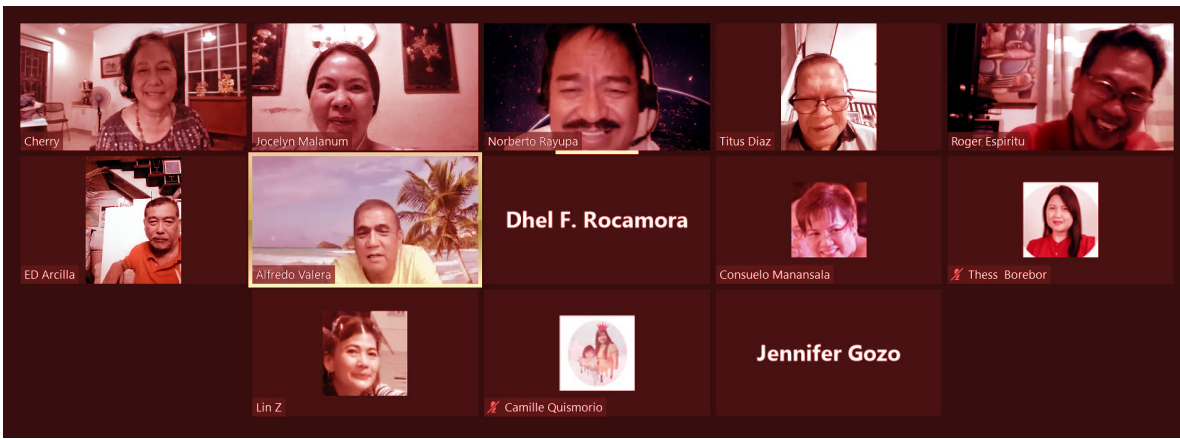 Cherry
Jocelyn Malanum
Norberto Rayupa
Titus Diaz
Roger Espiritu
ED Arcilla
Alfredo Valera
Dhel F. Rocamora
Consuelo Manansala
Thess Borebor
Lin Z
Camille Quismorio
Jennifer Gozo